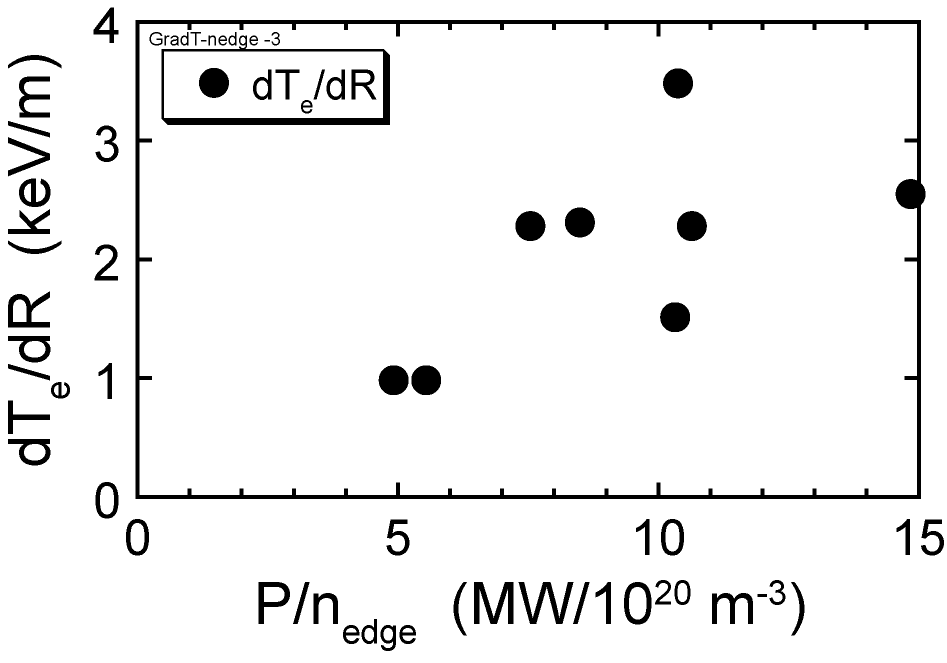 4
GradT-nedge -3
dTₑ/dR
3
2
1
0
dTₑ/dR (keV/m)
0 5 10 15
P/nedge (MW/10²⁰ m⁻³)